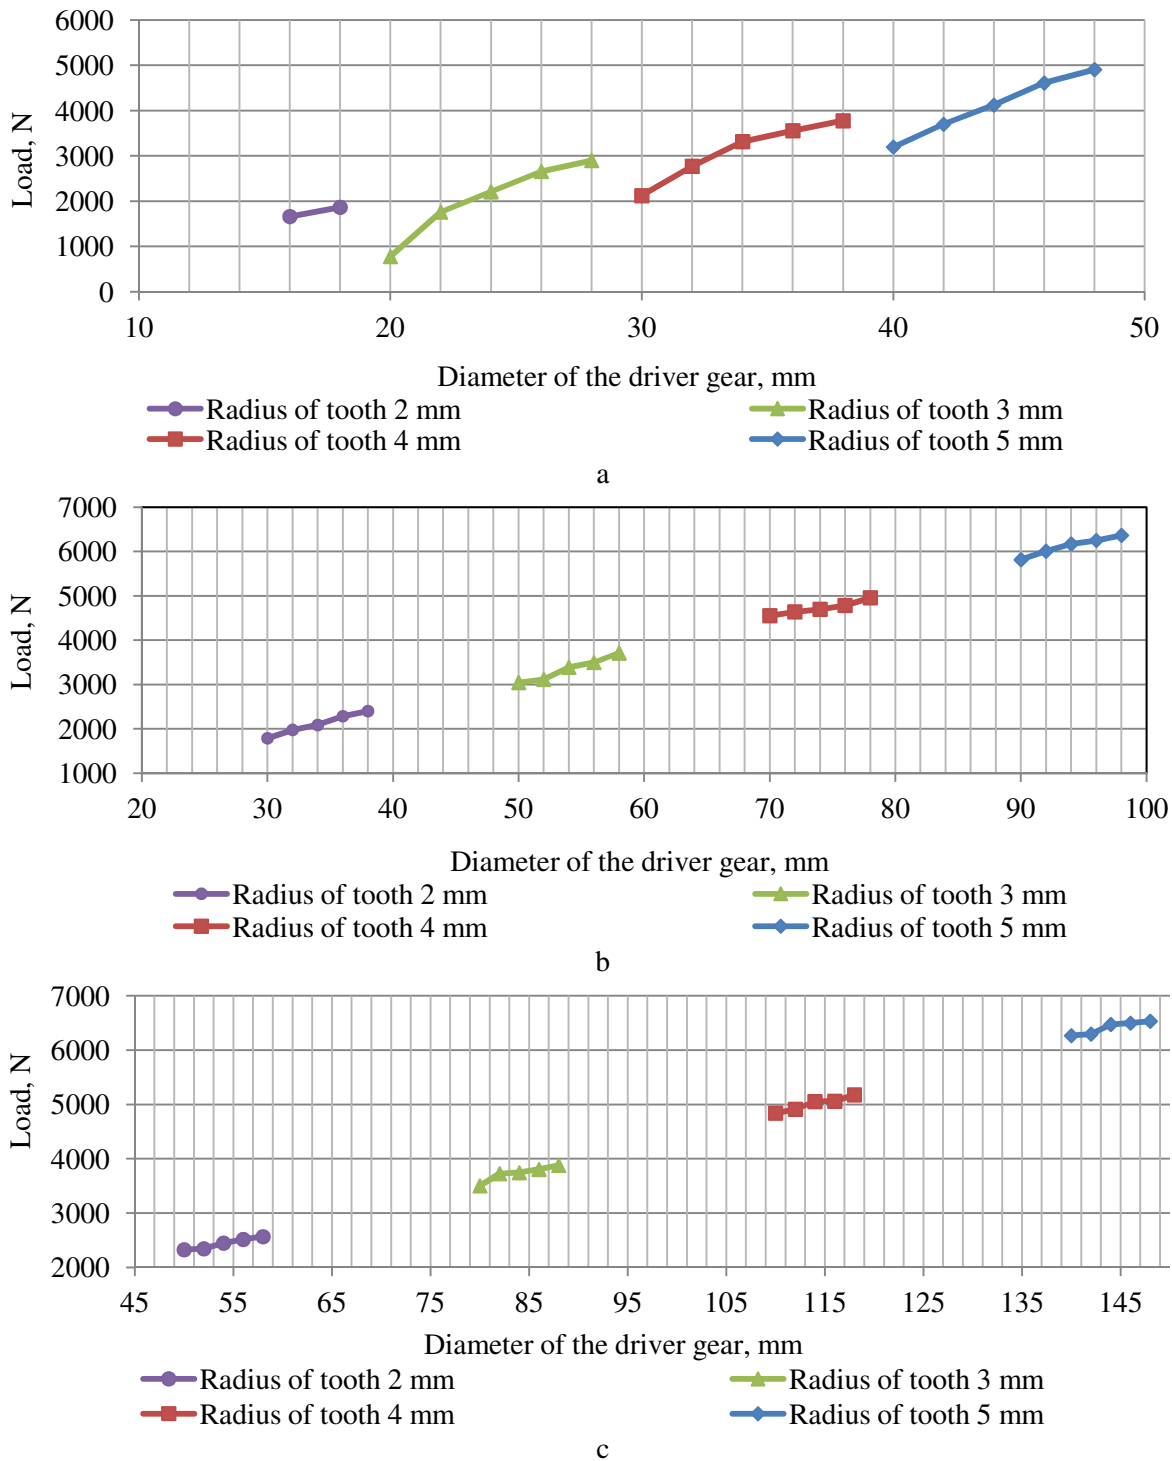 6000
5000
4000
3000
2000
1000
0
Load, N
10 20 30 40 50
Diameter of the driver gear, mm
Radius of tooth 2 mm Radius of tooth 3 mm
Radius of tooth 4 mm Radius of tooth 5 mm
a
7000
6000
5000
4000
3000
2000
1000
Load, N
20 30 40 50 60 70 80 90 100
Diameter of the driver gear, mm
Radius of tooth 2 mm Radius of tooth 3 mm
Radius of tooth 4 mm Radius of tooth 5 mm
b
7000
6000
5000
4000
3000
2000
Load, N
45 55 65 75 85 95 105 115 125 135 145
Diameter of the driver gear, mm
Radius of tooth 2 mm Radius of tooth 3 mm
Radius of tooth 4 mm Radius of tooth 5 mm
c